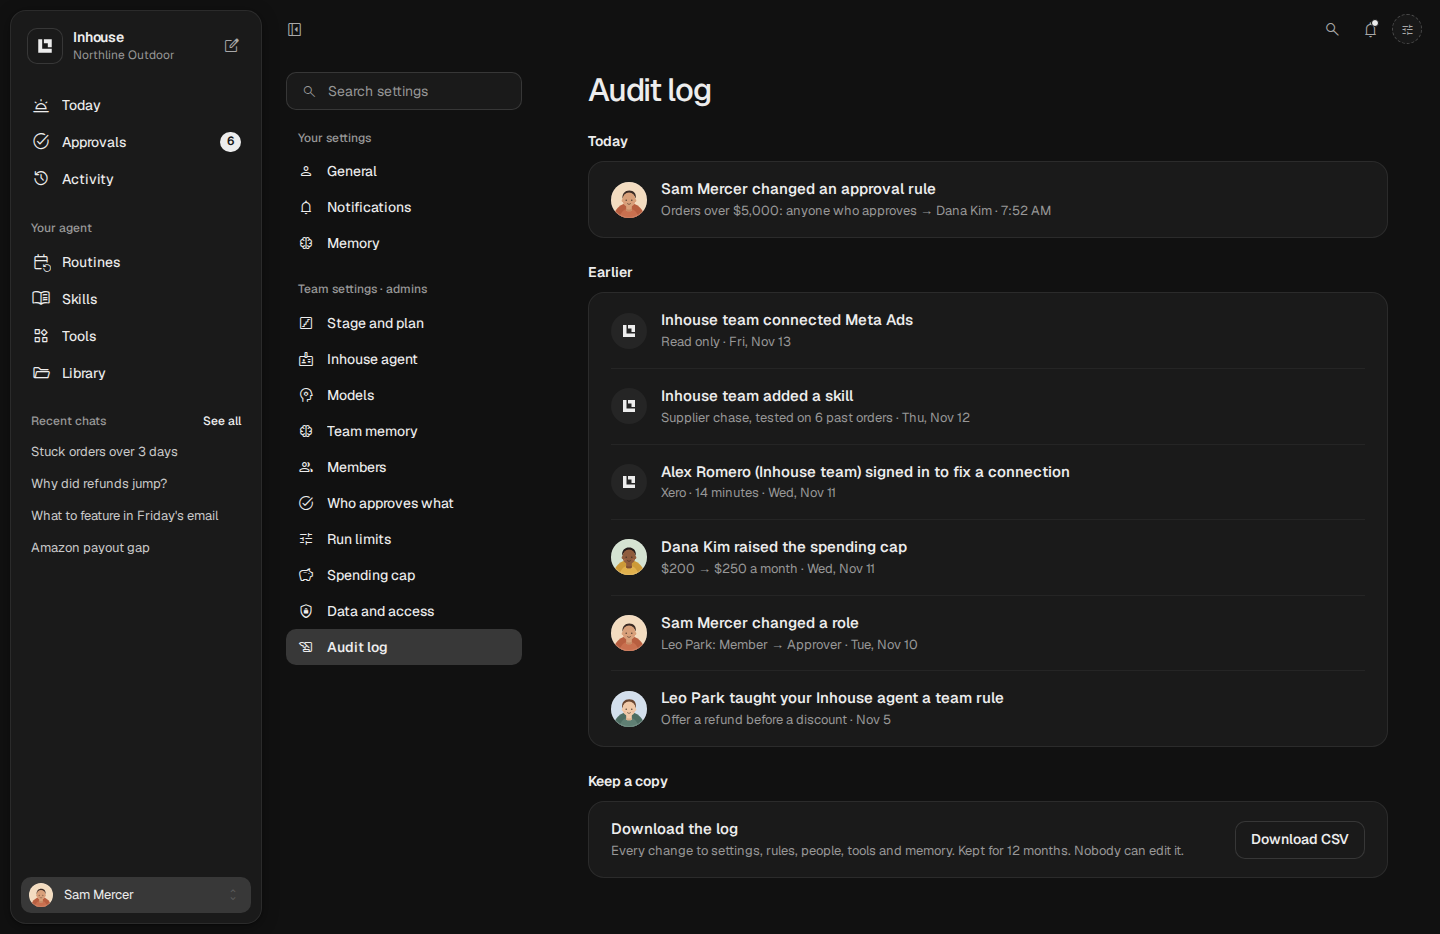 Inhouse
Northline Outdoor
Today
Approvals 6
Activity
Your agent
Routines
Skills
Tools
Library
Recent chats See all
Stuck orders over 3 days
Why did refunds jump?
What to feature in Friday's email
Amazon payout gap
Sam Mercer
Search settings
Your settings
General
Notifications
Memory
Team settings · admins
Stage and plan
Inhouse agent
Models
Team memory
Members
Who approves what
Run limits
Spending cap
Data and access
Audit log
Audit log
Today
Sam Mercer changed an approval rule
Orders over $5,000: anyone who approves → Dana Kim · 7:52 AM
Earlier
Inhouse team connected Meta Ads
Read only · Fri, Nov 13
Inhouse team added a skill
Supplier chase, tested on 6 past orders · Thu, Nov 12
Alex Romero (Inhouse team) signed in to fix a connection
Xero · 14 minutes · Wed, Nov 11
Dana Kim raised the spending cap
$200 → $250 a month · Wed, Nov 11
Sam Mercer changed a role
Leo Park: Member → Approver · Tue, Nov 10
Leo Park taught your Inhouse agent a team rule
Offer a refund before a discount · Nov 5
Keep a copy
Download the log
Every change to settings, rules, people, tools and memory. Kept for 12 months. Nobody can edit it.
Download CSV